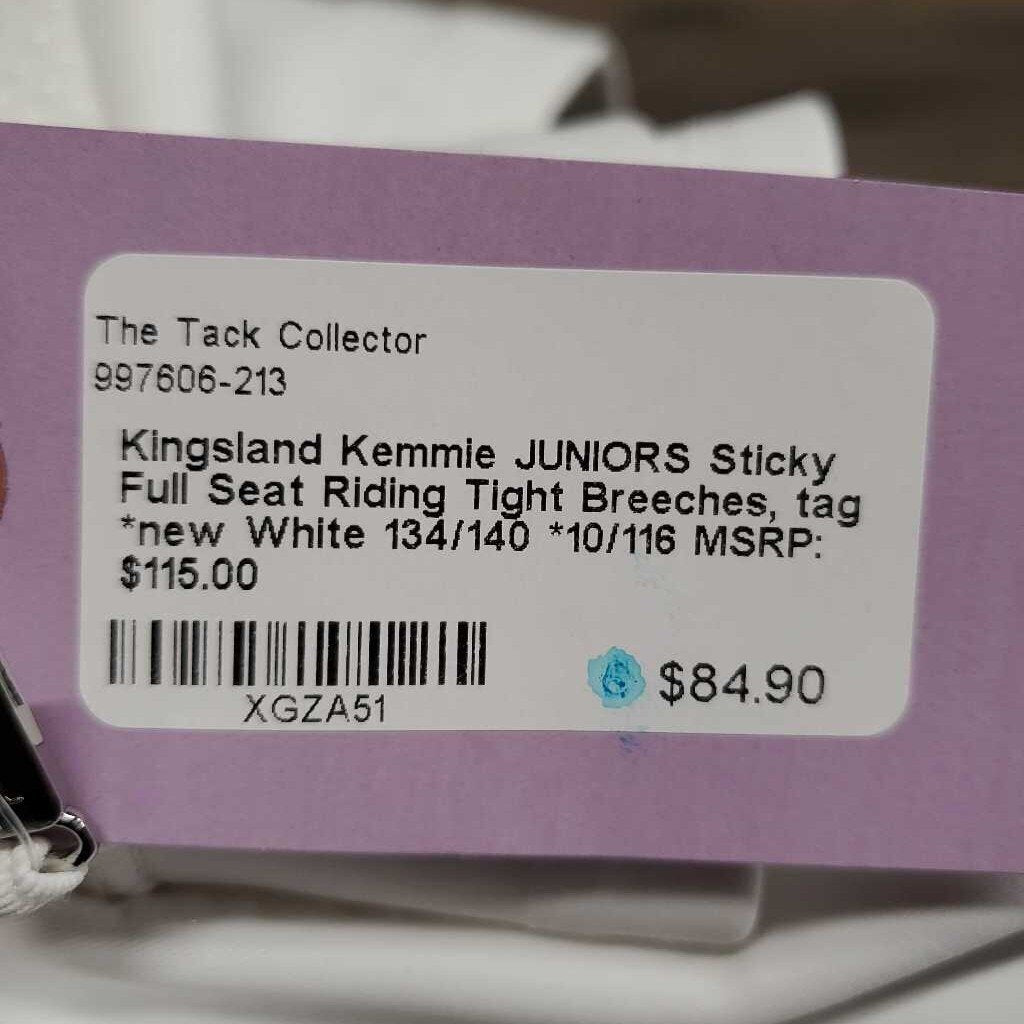 The Tack Collector
997606-213
Kingsland Kemmie JUNIORS Sticky
Full Seat Riding Tight Breeches, tag
*new White 134/140 *10/116 MSRP:
$115.00
XGZA51
$84.90